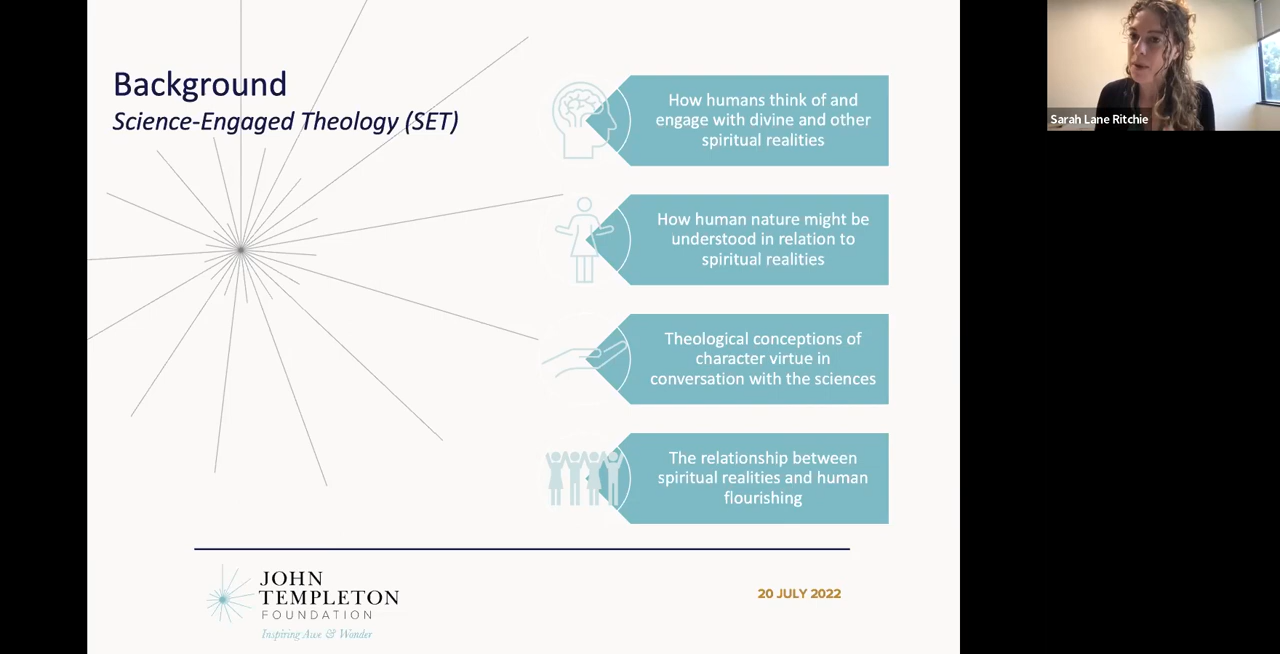 Background
Science-Engaged Theology (SET)
How humans think of and
engage with divine and other
spiritual realities
How human nature might be
understood in relation to
spiritual realities
Theological conceptions of
character virtue in
conversation with the sciences
The relationship between
spiritual realities and human
flourishing
JOHN
TEMPLETON
FOUNDATION
Inspiring Awe & Wonder
20 JULY 2022
Sarah Lane Ritchie